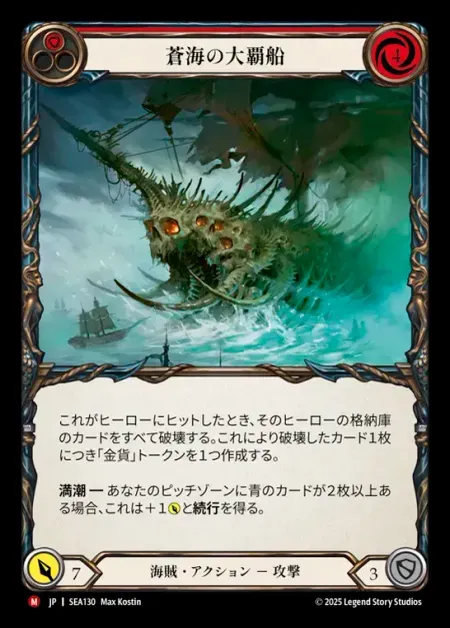 蒼海の大覇船
4
これがヒーローにヒットしたとき、そのヒーローの格納庫
のカードをすべて破壊する。これにより破壊したカード1枚
につき「金貨」トークンを1つ作成する。
満潮 ー あなたのピッチゾーンに青のカードが2枚以上あ
る場合、これは+1と続行を得る。
7
海賊・アクション − 攻撃
3
M JP | SEA130 Max Kostin
© 2025 Legend Story Studios